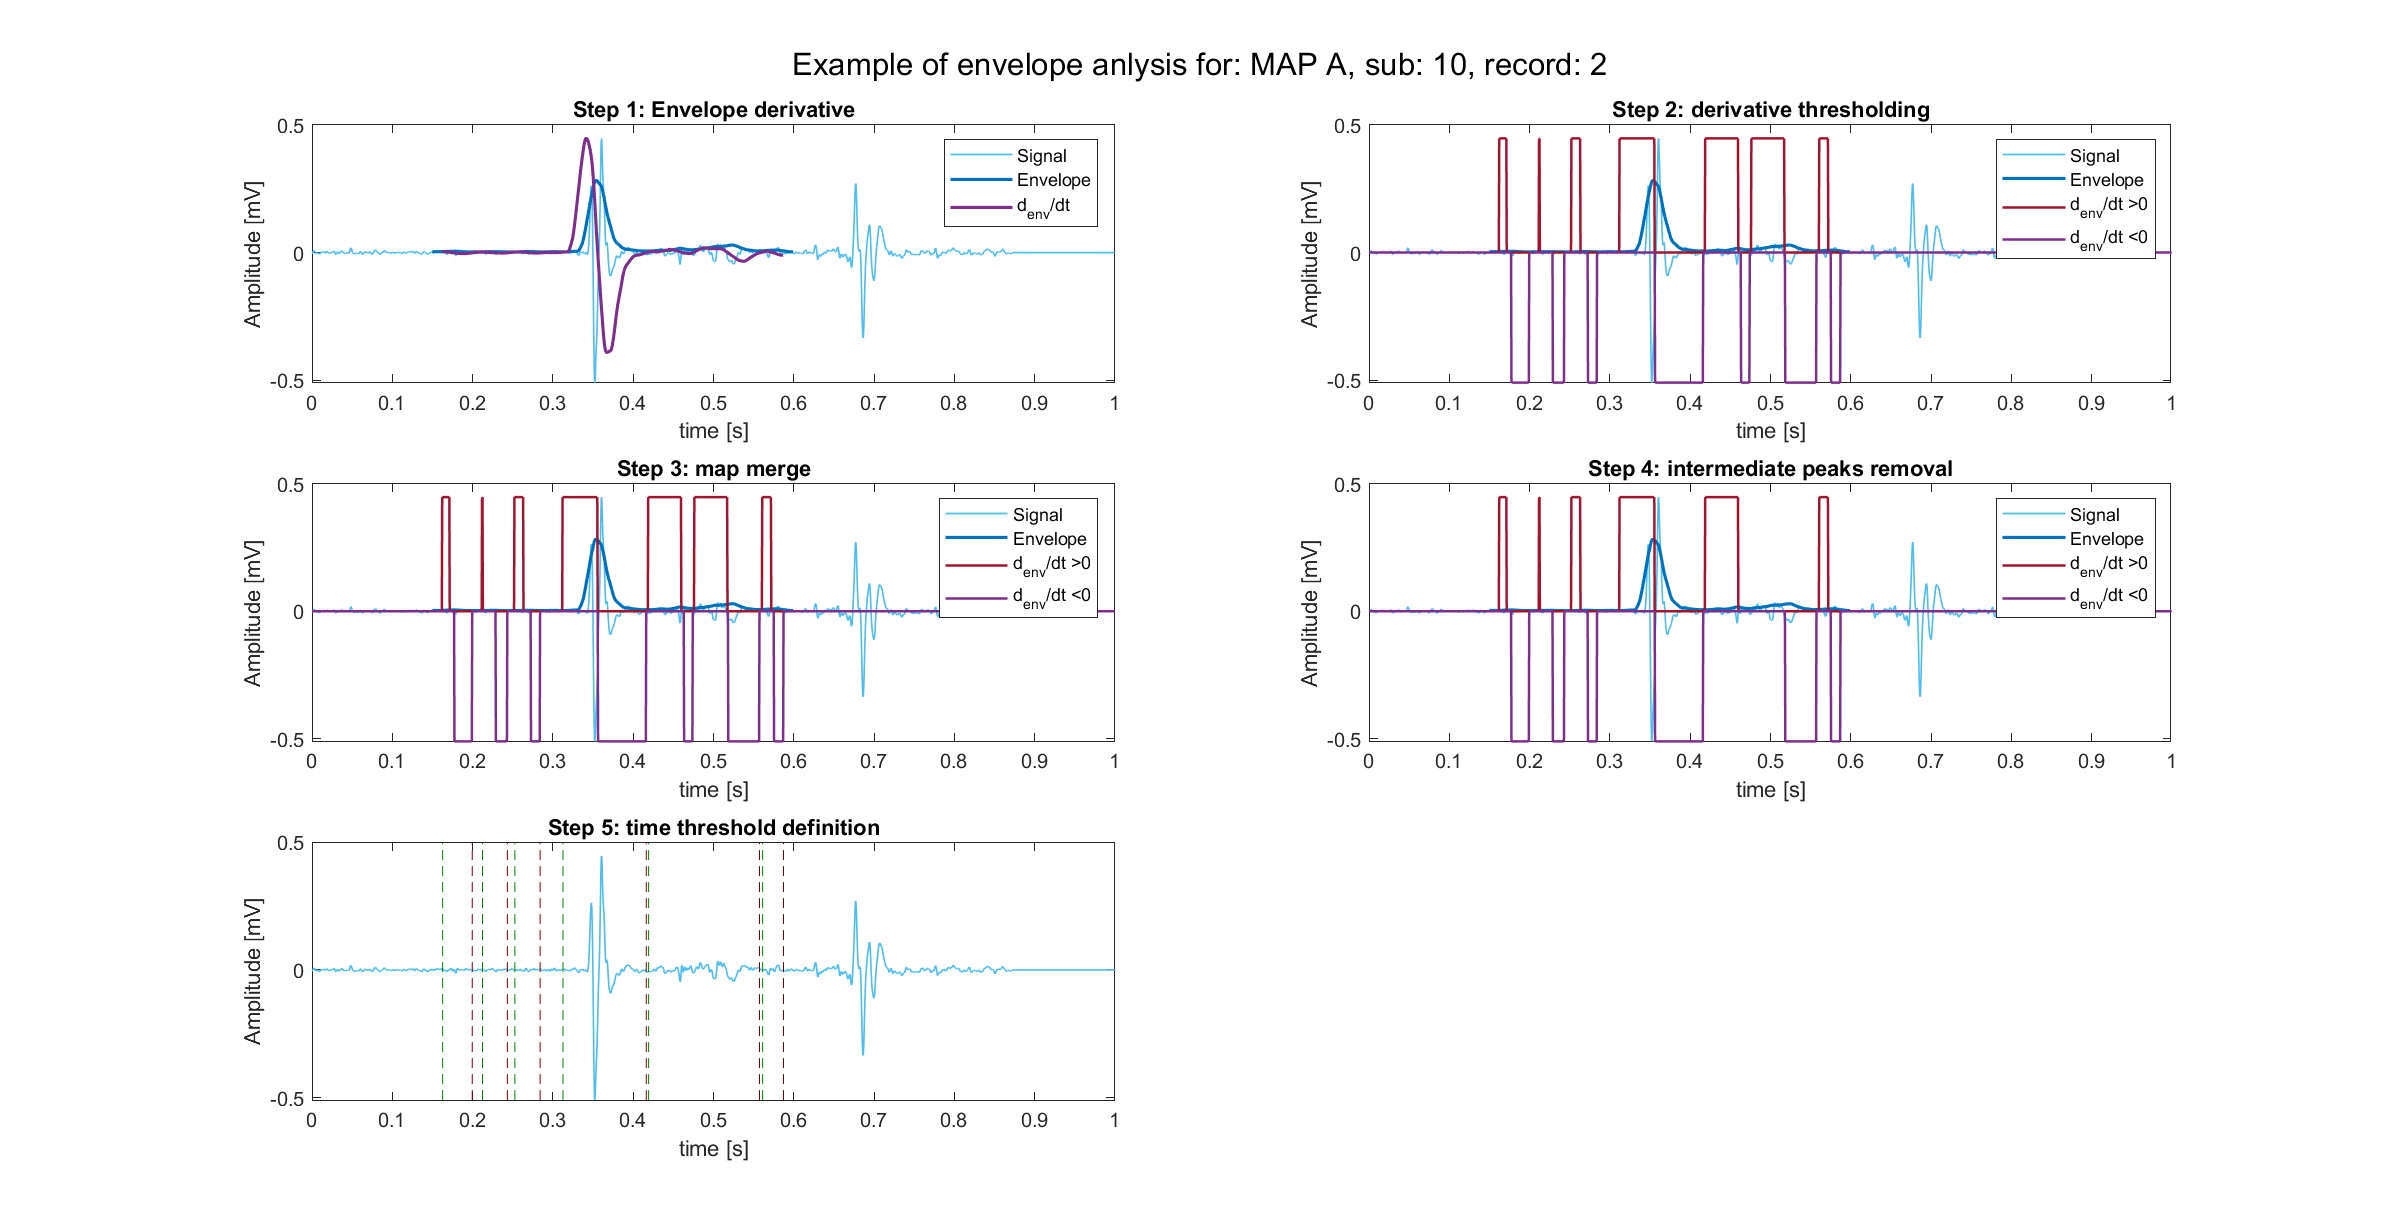 Example of envelope anlysis for: MAP A, sub: 10, record: 2
Step 1: Envelope derivative
0.5
0
-0.5
Amplitude [mV]
0 0.1 0.2 0.3 0.4 0.5 0.6 0.7 0.8 0.9 1
time [s]
Signal
Envelope
d_env/dt
Step 2: derivative thresholding
0.5
0
-0.5
Amplitude [mV]
0 0.1 0.2 0.3 0.4 0.5 0.6 0.7 0.8 0.9 1
time [s]
Signal
Envelope
d_env/dt >0
d_env/dt <0
Step 3: map merge
0.5
0
-0.5
Amplitude [mV]
0 0.1 0.2 0.3 0.4 0.5 0.6 0.7 0.8 0.9 1
time [s]
Signal
Envelope
d_env/dt >0
d_env/dt <0
Step 4: intermediate peaks removal
0.5
0
-0.5
Amplitude [mV]
0 0.1 0.2 0.3 0.4 0.5 0.6 0.7 0.8 0.9 1
time [s]
Signal
Envelope
d_env/dt >0
d_env/dt <0
Step 5: time threshold definition
0.5
0
-0.5
Amplitude [mV]
0 0.1 0.2 0.3 0.4 0.5 0.6 0.7 0.8 0.9 1
time [s]